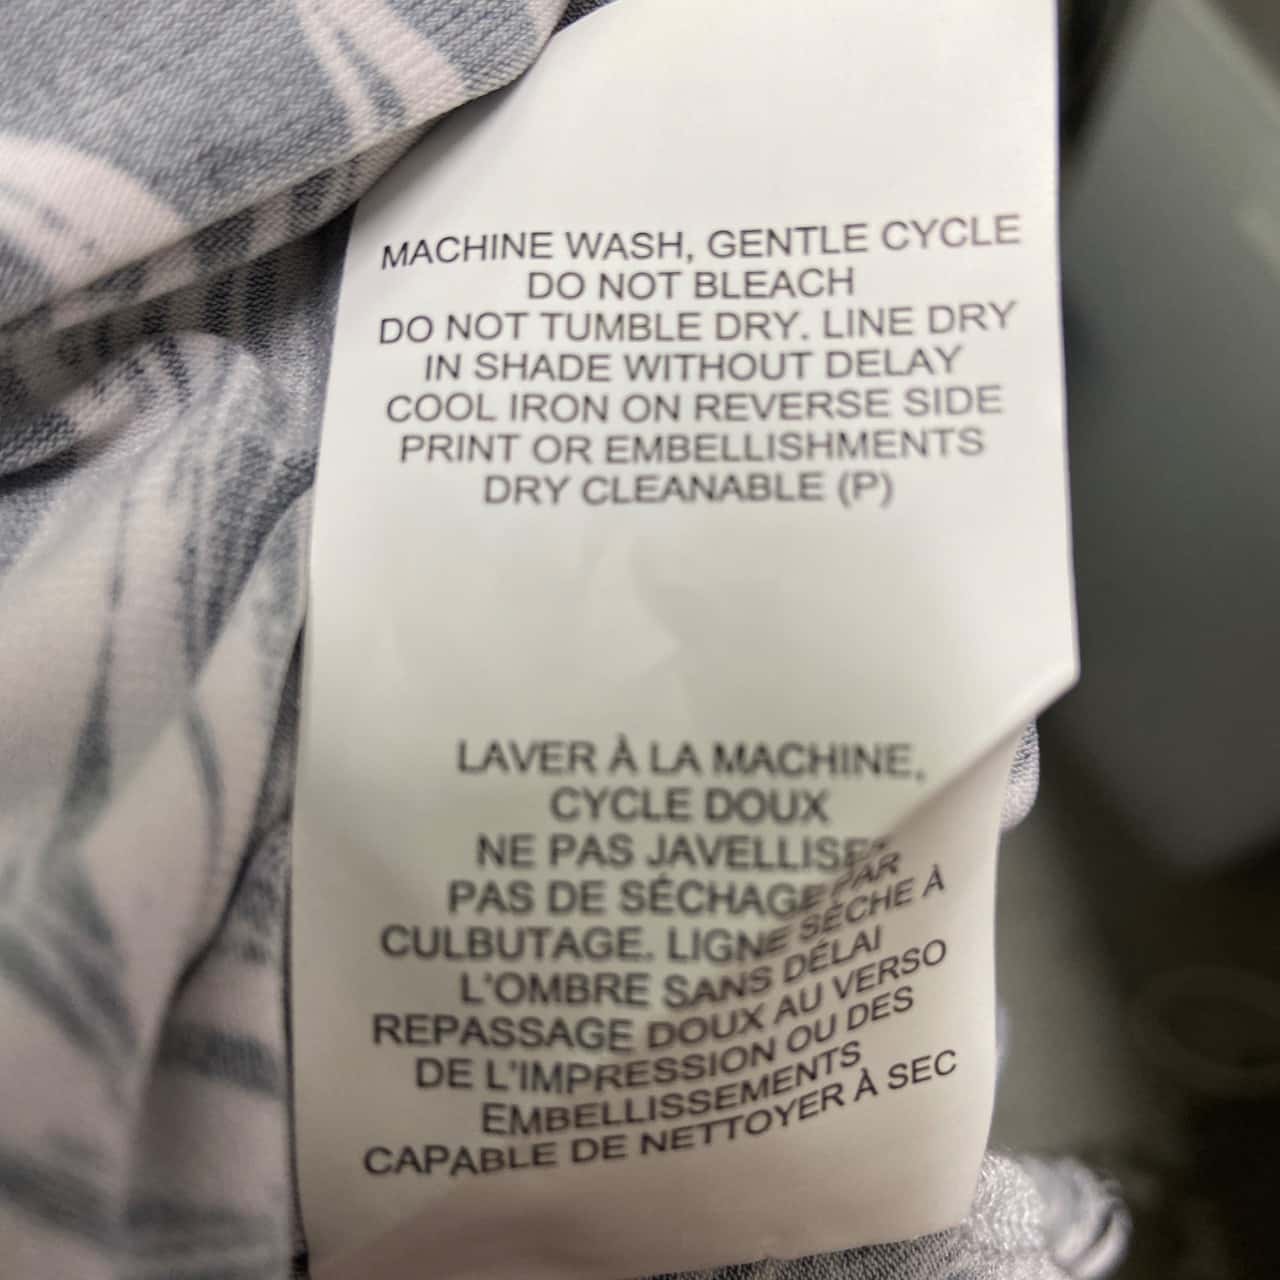 MACHINE WASH, GENTLE CYCLE
DO NOT BLEACH
DO NOT TUMBLE DRY. LINE DRY
IN SHADE WITHOUT DELAY
COOL IRON ON REVERSE SIDE
PRINT OR EMBELLISHMENTS
DRY CLEANABLE (P)
LAVER À LA MACHINE,
CYCLE DOUX
NE PAS JAVELLISER
PAS DE SÉCHAGE PAR
CULBUTAGE. LIGNE SÈCHE À
L'OMBRE SANS DÉLAI
REPASSAGE DOUX AU VERSO
DE L'IMPRESSION OU DES
EMBELLISSEMENTS
CAPABLE DE NETTOYER À SEC